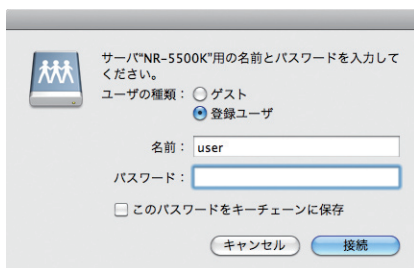 サーバ“NR-5500K”用の名前とパスワードを入力して
ください。
ユーザの種類： ゲスト
登録ユーザ
名前： user
パスワード：
このパスワードをキーチェーンに保存
キャンセル 接続